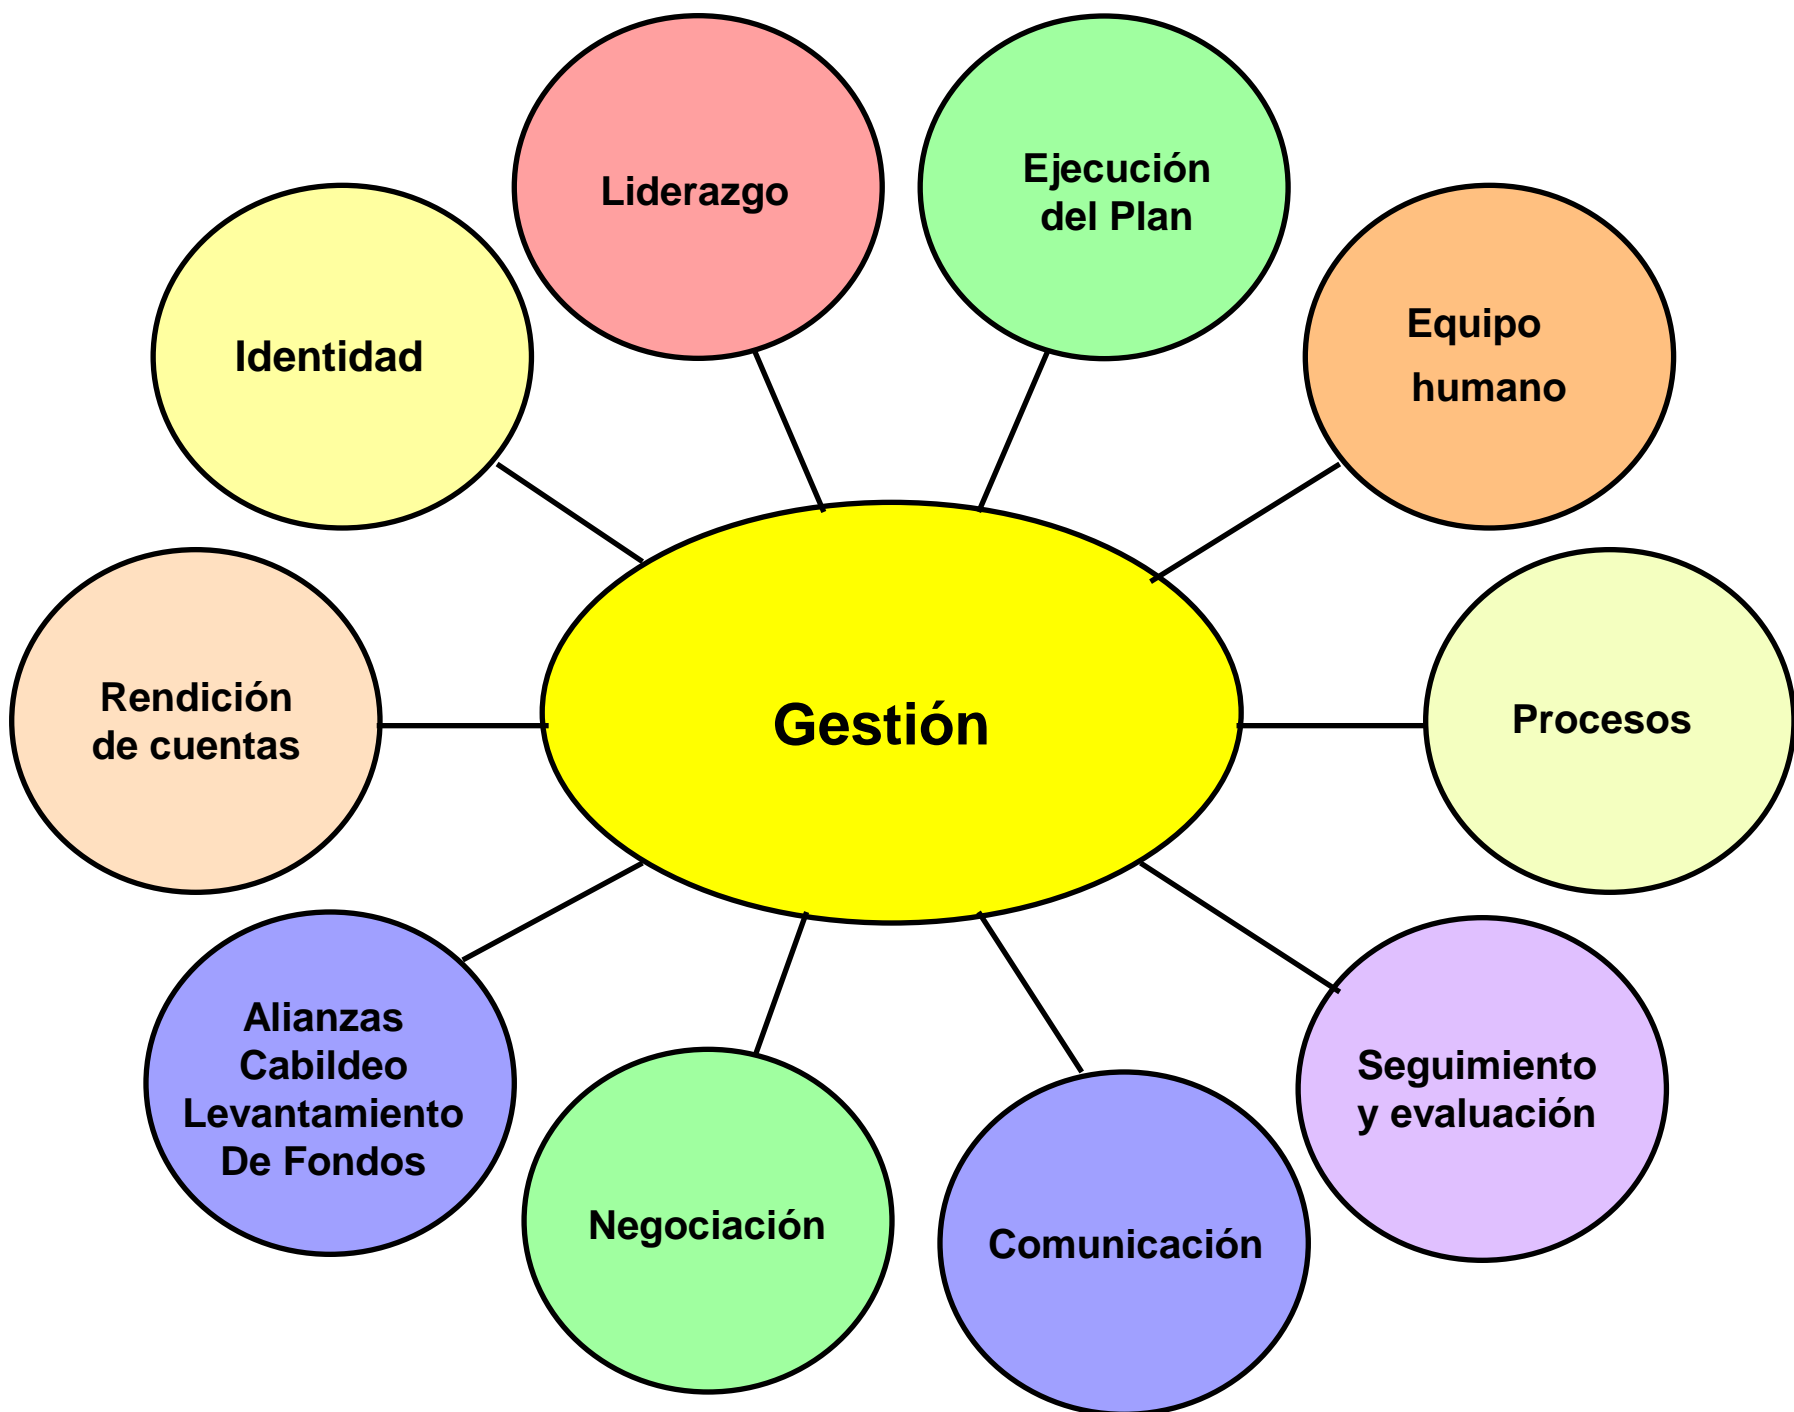 Liderazgo
Ejecución
del Plan
Identidad
Equipo
humano
Rendición
de cuentas
Gestión
Procesos
Alianzas
Cabildeo
Levantamiento
De Fondos
Negociación
Comunicación
Seguimiento
y evaluación